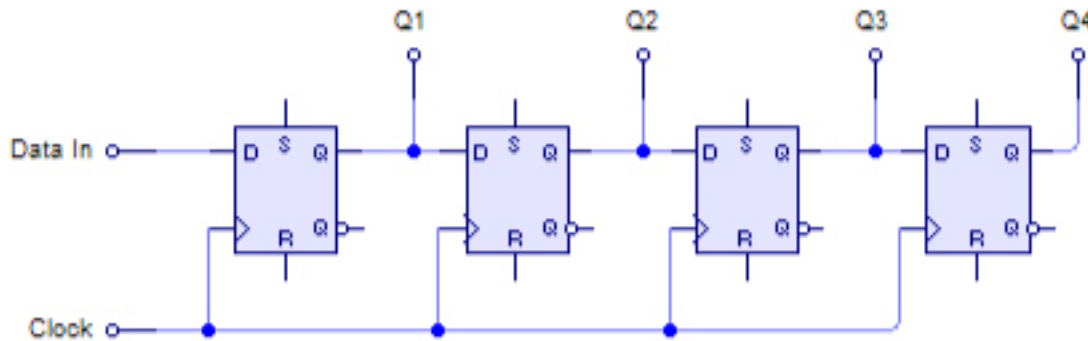 Q1 Q2 Q3 Q4
Data In D S Q D S Q D S Q D S Q
R Q R Q R Q R Q
Clock